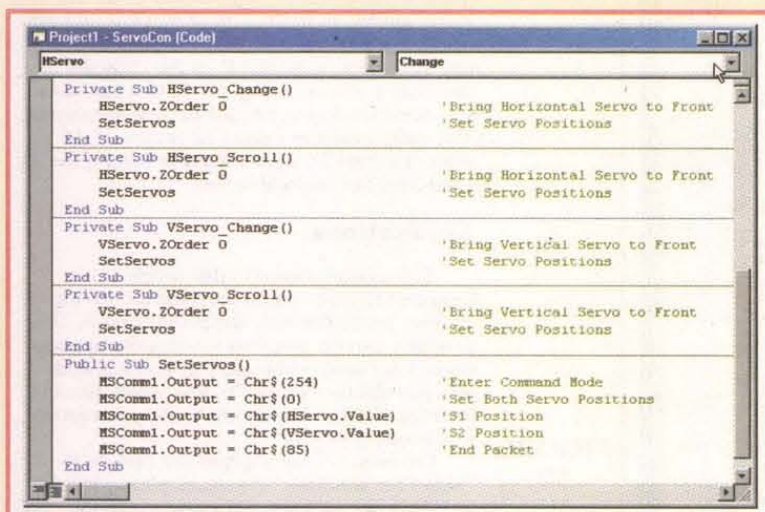 Project1 - ServoCon (Code)
HServo Change
Private Sub HServo_Change()
HServo.ZOrder 0 'Bring Horizontal Servo to Front
SetServos 'Set Servo Positions
End Sub
Private Sub HServo_Scroll()
HServo.ZOrder 0 'Bring Horizontal Servo to Front
SetServos 'Set Servo Positions
End Sub
Private Sub VServo_Change()
VServo.ZOrder 0 'Bring Vertical Servo to Front
SetServos 'Set Servo Positions
End Sub
Private Sub VServo_Scroll()
VServo.ZOrder 0 'Bring Vertical Servo to Front
SetServos 'Set Servo Positions
End Sub
Public Sub SetServos()
MSComm1.Output = Chr$(254) 'Enter Command Mode
MSComm1.Output = Chr$(0) 'Set Both Servo Positions
MSComm1.Output = Chr$(HServo.Value) 'S1 Position
MSComm1.Output = Chr$(VServo.Value) 'S2 Position
MSComm1.Output = Chr$(85) 'End Packet
End Sub